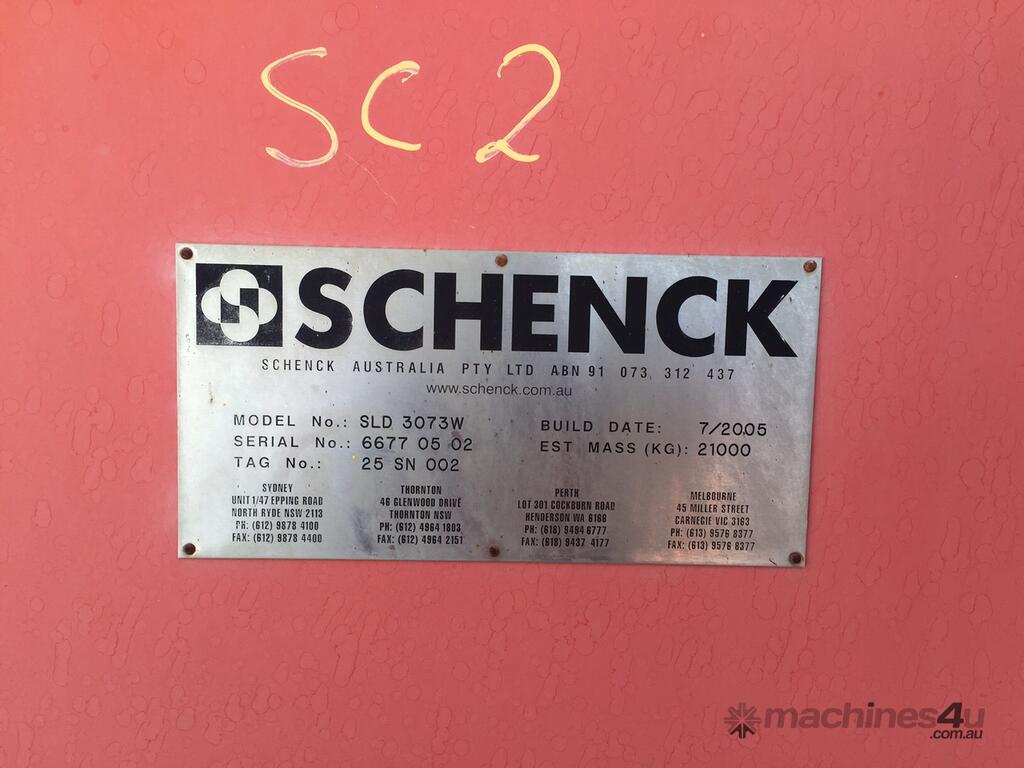 SC2
SCHENCK
SCHENCK AUSTRALIA PTY LTD ABN 91 073 312 437
www.schenck.com.au
MODEL No.: SLD 3073W
SERIAL No.: 6677 05 02
TAG No.: 25 SN 002
BUILD DATE: 7/2005
EST MASS (KG): 21000
SYDNEY
UNIT 1/47 EPPING ROAD
NORTH RYDE NSW 2113
PH: (612) 9878 4100
FAX: (612) 9878 4400
THORNTON
46 GLENWOOD DRIVE
THORNTON NSW
PH: (612) 4964 1803
FAX: (612) 4964 2151
PERTH
LOT 301 COCKBURN ROAD
HENDERSON WA 6166
PH: (618) 9494 6777
FAX: (618) 9437 4177
MELBOURNE
45 MILLER STREET
CARNEGIE VIC 3163
PH: (613) 9576 8377
FAX: (613) 9576 8377
machines4u
.com.au